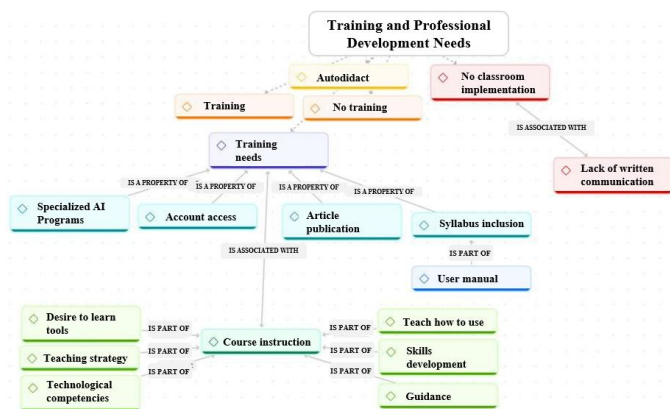 Training and Professional
Development Needs
Autodidact
No classroom
implementation
Training
No training
IS ASSOCIATED WITH
Training
needs
Lack of written
communication
IS A PROPERTY OF
IS A PROPERTY OF
IS A PROPERTY OF
IS A PROPERTY OF
Specialized AI
Programs
Account access
Article
publication
Syllabus inclusion
IS ASSOCIATED WITH
IS PART OF
User manual
Desire to learn
tools
IS PART OF
Course instruction
IS PART OF
Teach how to use
Teaching strategy
IS PART OF
IS PART OF
Skills
development
Technological
competencies
IS PART OF
IS PART OF
Guidance